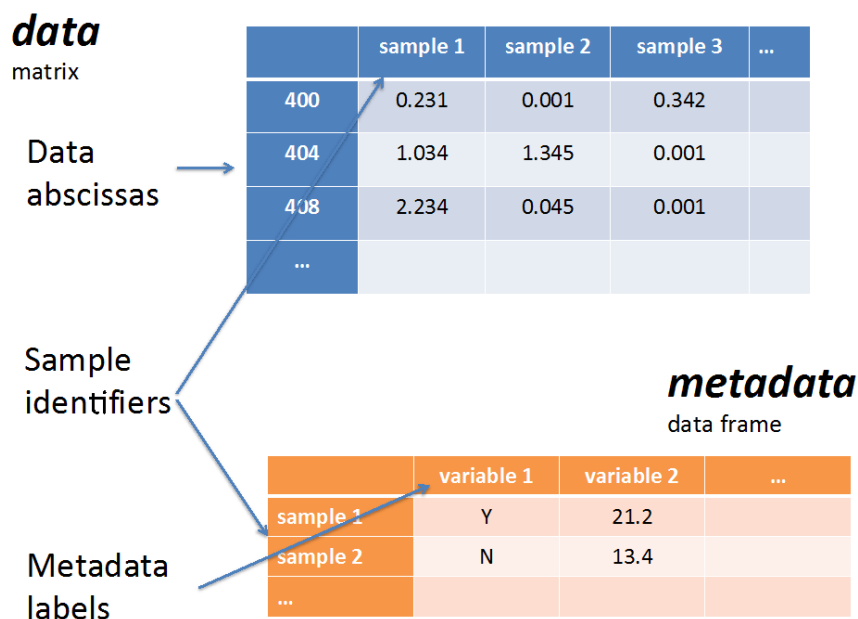 data
matrix
sample 1 sample 2 sample 3 ...
400 0.231 0.001 0.342
Data
abscissas
404 1.034 1.345 0.001
408 2.234 0.045 0.001
...
Sample
identifiers
metadata
data frame
variable 1 variable 2 ...
sample 1 Y 21.2
sample 2 N 13.4
...
Metadata
labels